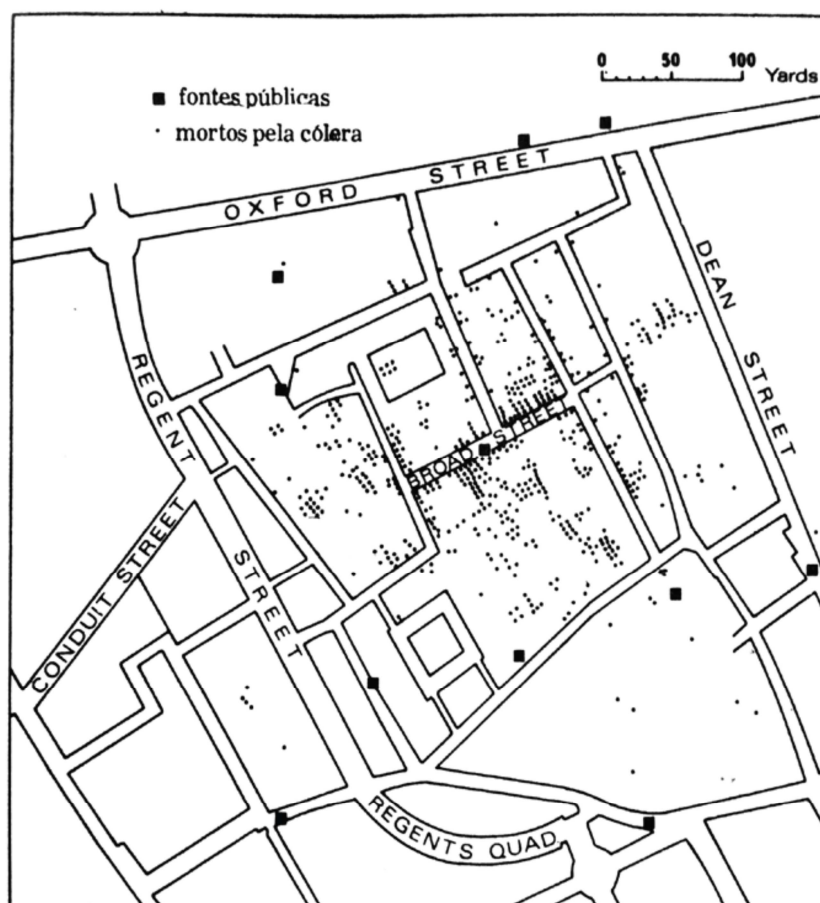 0 50 100 Yards
fontes públicas
mortos pela cólera
OXFORD STREET
DEAN STREET
REGENT STREET
BROAD STREET
CONDUIT STREET
REGENTS QUAD